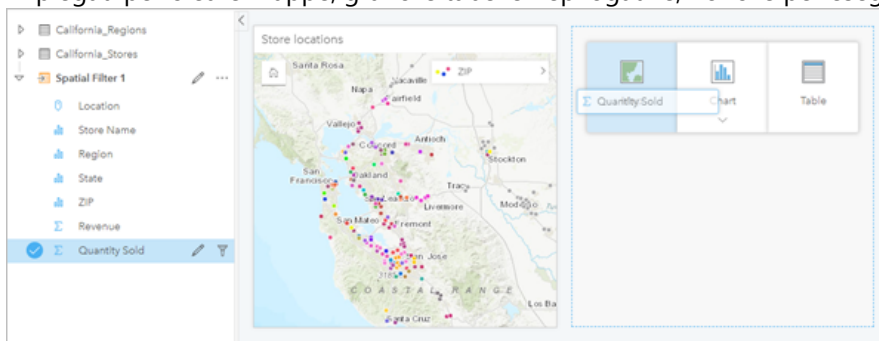 California_Regions
California_Stores
Spatial Filter 1
Location
Store Name
Region
State
ZIP
Revenue
Quantity Sold
Store locations
ZIP
Santa Rosa
Vacaville
Napa
Fairfield
Vallejo
Concord
Antioch
Stockton
San Francisco
Oakland
Tracy
San Leandro
Livermore
Modesto
San Mateo
Fremont
San Jose
COASTAL RANGE
Los Ba
Santa Cruz
Quantity Sold
Chart
Table